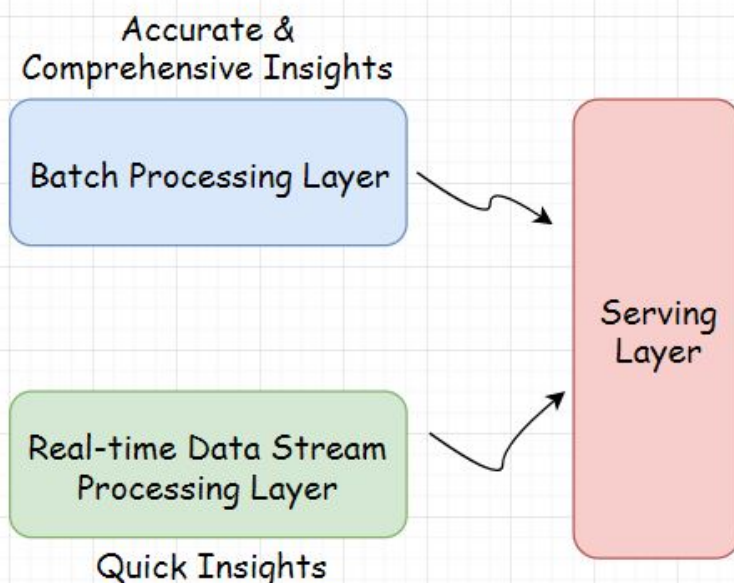 Accurate &
Comprehensive Insights
Batch Processing Layer
Serving
Layer
Real-time Data Stream
Processing Layer
Quick Insights